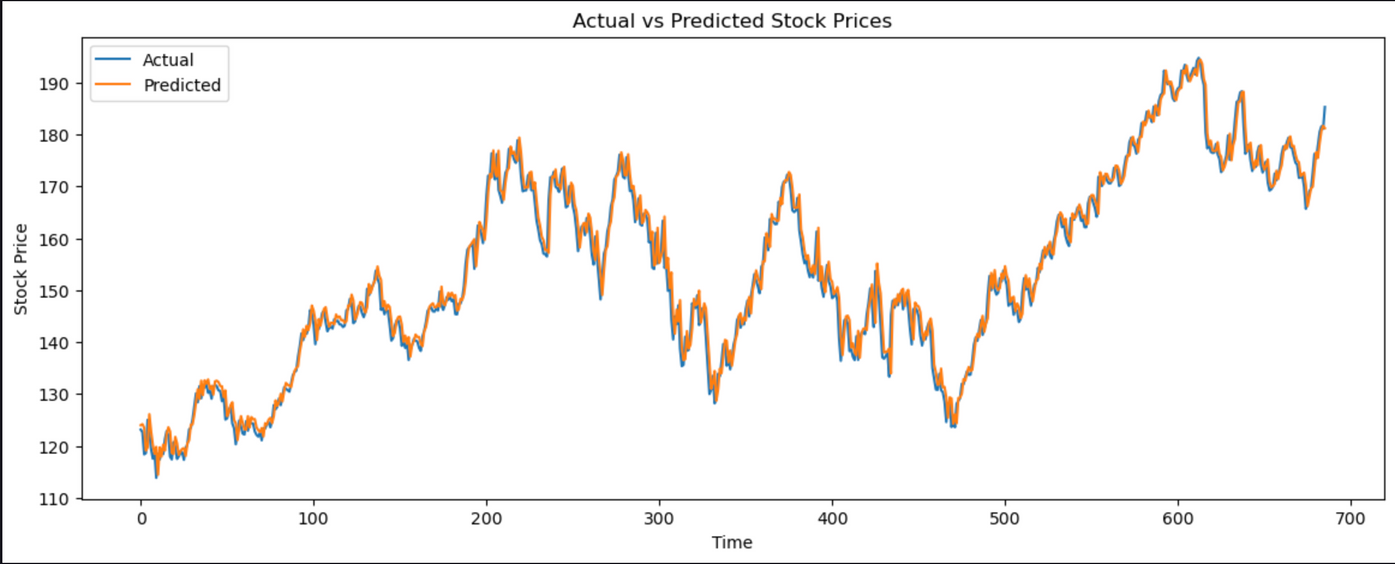 Actual vs Predicted Stock Prices
Actual
Predicted
190
180
170
160
150
140
130
120
110
Stock Price
0 100 200 300 400 500 600 700
Time